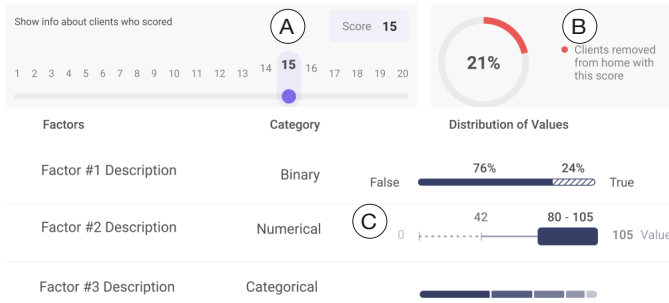 Show info about clients who scored
A
Score 15
1 2 3 4 5 6 7 8 9 10 11 12 13 14 15 16 17 18 19 20
B
21%
Clients removed
from home with
this score
Factors Category Distribution of Values
Factor #1 Description Binary False 76% 24% True
Factor #2 Description Numerical C 0 42 80 - 105 105 Value
Factor #3 Description Categorical